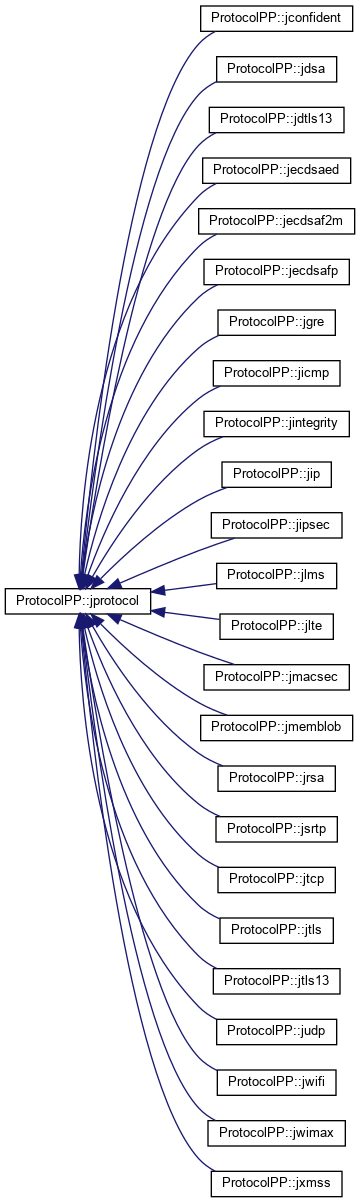 ProtocolPP::jconfident
ProtocolPP::jdsa
ProtocolPP::jdtls13
ProtocolPP::jecdsaed
ProtocolPP::jecdsaf2m
ProtocolPP::jecdsafp
ProtocolPP::jgre
ProtocolPP::jicmp
ProtocolPP::jintegrity
ProtocolPP::jip
ProtocolPP::jipsec
ProtocolPP::jlms
ProtocolPP::jprotocol
ProtocolPP::jlte
ProtocolPP::jmacsec
ProtocolPP::jmemblob
ProtocolPP::jrsa
ProtocolPP::jsrtp
ProtocolPP::jtcp
ProtocolPP::jtls
ProtocolPP::jtls13
ProtocolPP::judp
ProtocolPP::jwifi
ProtocolPP::jwimax
ProtocolPP::jxmss